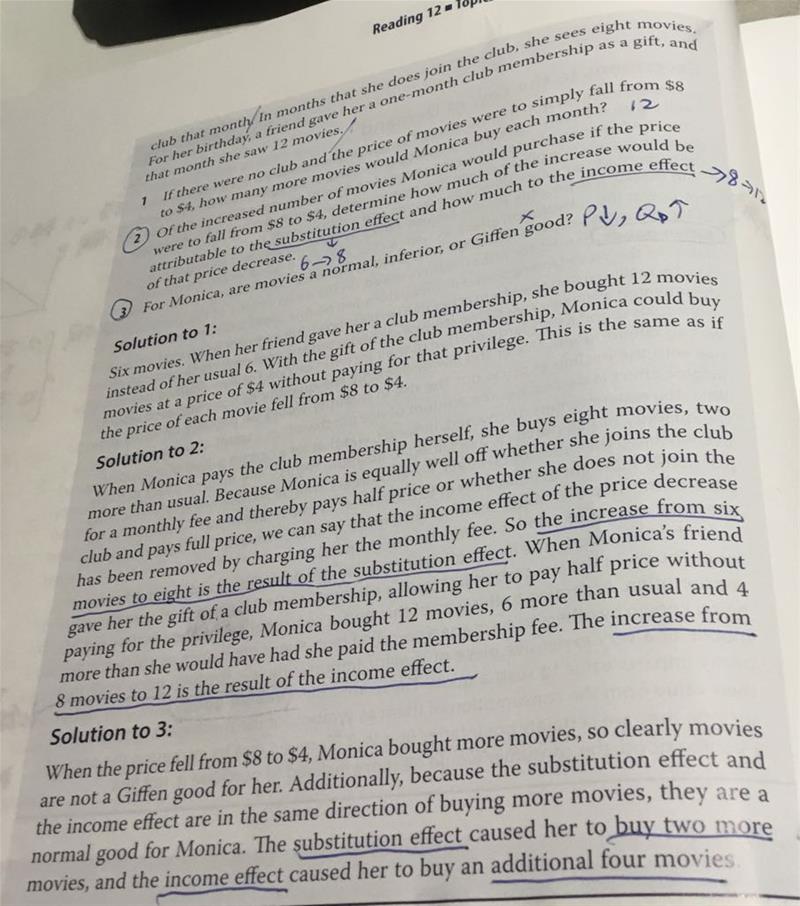 Reading 12 ■ Topic
club that month. In months that she does join the club, she sees eight movies.
For her birthday, a friend gave her a one-month club membership as a gift, and
that month she saw 12 movies.
1 If there were no club and the price of movies were to simply fall from $8
to $4, how many more movies would Monica buy each month? 12
2 Of the increased number of movies Monica would purchase if the price
were to fall from $8 to $4, determine how much of the increase would be
attributable to the substitution effect and how much to the income effect →8→12
of that price decrease. 6→8
3 For Monica, are movies a normal, inferior, or Giffen good? P↓, QD↑
Solution to 1:
Six movies. When her friend gave her a club membership, she bought 12 movies
instead of her usual 6. With the gift of the club membership, Monica could buy
movies at a price of $4 without paying for that privilege. This is the same as if
the price of each movie fell from $8 to $4.
Solution to 2:
When Monica pays the club membership herself, she buys eight movies, two
more than usual. Because Monica is equally well off whether she joins the club
for a monthly fee and thereby pays half price or whether she does not join the
club and pays full price, we can say that the income effect of the price decrease
has been removed by charging her the monthly fee. So the increase from six
movies to eight is the result of the substitution effect. When Monica's friend
gave her the gift of a club membership, allowing her to pay half price without
paying for the privilege, Monica bought 12 movies, 6 more than usual and 4
more than she would have had she paid the membership fee. The increase from
8 movies to 12 is the result of the income effect.
Solution to 3:
When the price fell from $8 to $4, Monica bought more movies, so clearly movies
are not a Giffen good for her. Additionally, because the substitution effect and
the income effect are in the same direction of buying more movies, they are a
normal good for Monica. The substitution effect caused her to buy two more
movies, and the income effect caused her to buy an additional four movies.